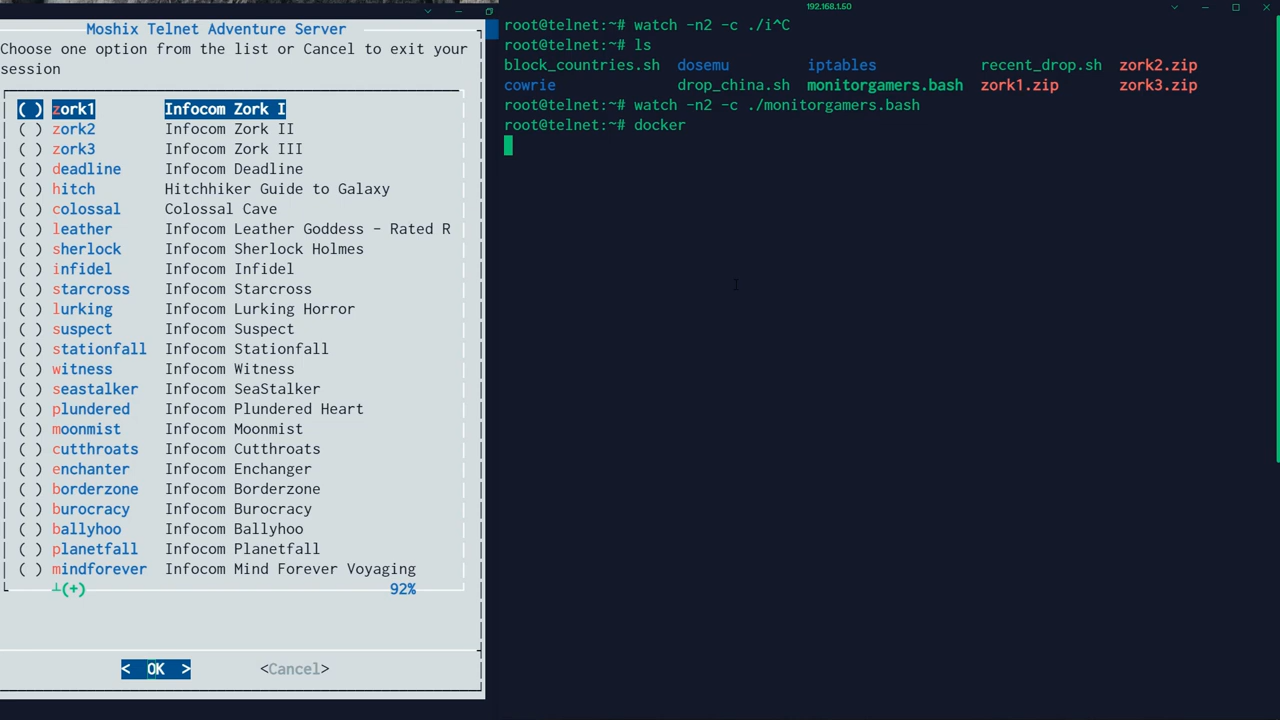 Moshix Telnet Adventure Server
Choose one option from the list or Cancel to exit your
session
( ) zork1 Infocom Zork I
( ) zork2 Infocom Zork II
( ) zork3 Infocom Zork III
( ) deadline Infocom Deadline
( ) hitch Hitchhiker Guide to Galaxy
( ) colossal Colossal Cave
( ) leather Infocom Leather Goddess - Rated R
( ) sherlock Infocom Sherlock Holmes
( ) infidel Infocom Infidel
( ) starcross Infocom Starcross
( ) lurking Infocom Lurking Horror
( ) suspect Infocom Suspect
( ) stationfall Infocom Stationfall
( ) witness Infocom Witness
( ) seastalker Infocom SeaStalker
( ) plundered Infocom Plundered Heart
( ) moonmist Infocom Moonmist
( ) cutthroats Infocom Cutthroats
( ) enchanter Infocom Enchanger
( ) borderzone Infocom Borderzone
( ) burocracy Infocom Burocracy
( ) ballyhoo Infocom Ballyhoo
( ) planetfall Infocom Planetfall
( ) mindforever Infocom Mind Forever Voyaging
┴(+) 92%
< OK > <Cancel>
192.168.1.60
root@telnet:~# watch -n2 -c ./i^C
root@telnet:~# ls
block_countries.sh dosemu iptables recent_drop.sh zork2.zip
cowrie drop_china.sh monitorgamers.bash zork1.zip zork3.zip
root@telnet:~# watch -n2 -c ./monitorgamers.bash
root@telnet:~# docker